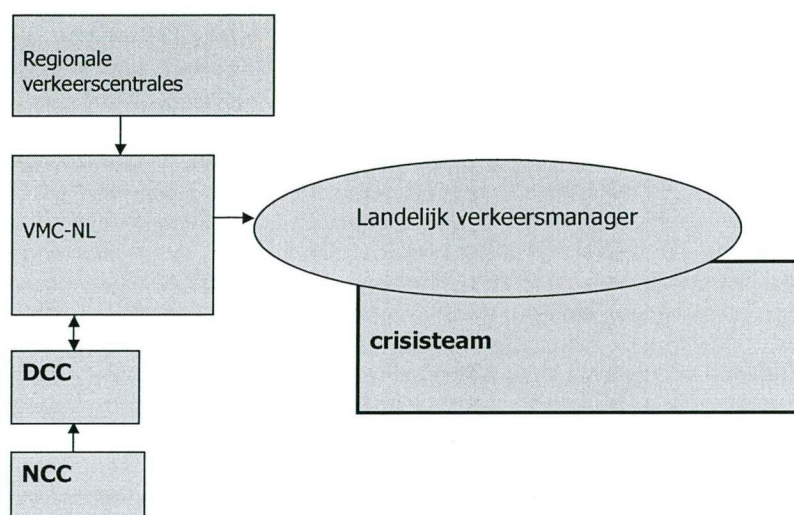 Regionale
verkeerscentrales
VMC-NL
Landelijk verkeersmanager
crisisteam
DCC
NCC